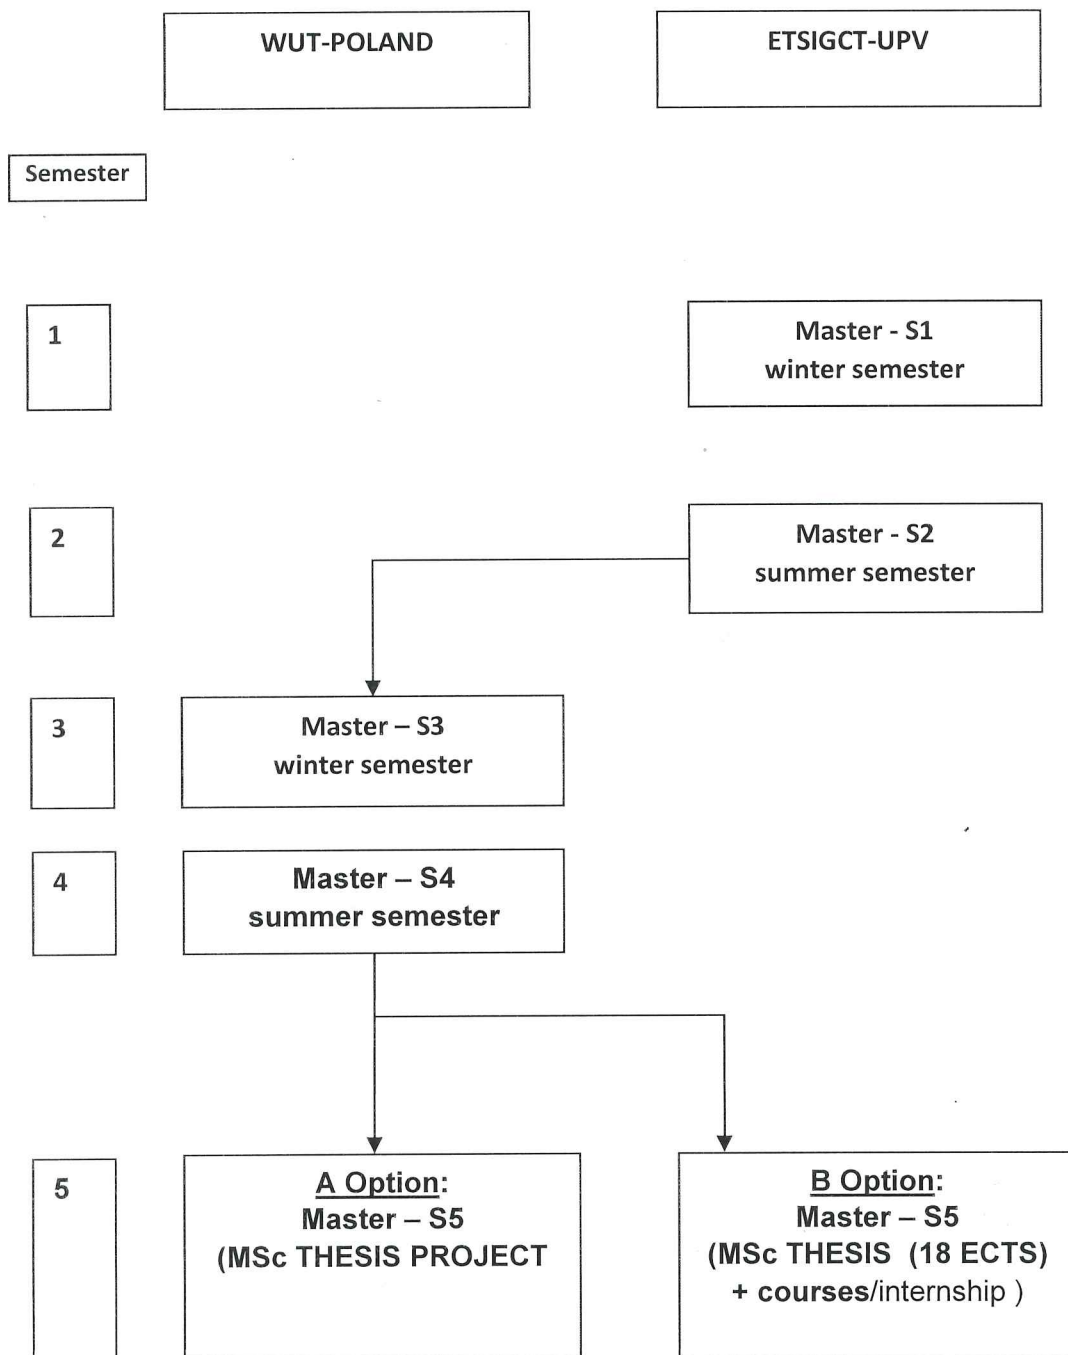 WUT-POLAND
ETSIGCT-UPV
Semester
1
Master - S1
winter semester
2
Master - S2
summer semester
3
Master – S3
winter semester
4
Master – S4
summer semester
5
A Option:
Master – S5
(MSc THESIS PROJECT
B Option:
Master – S5
(MSc THESIS (18 ECTS)
+ courses/internship )